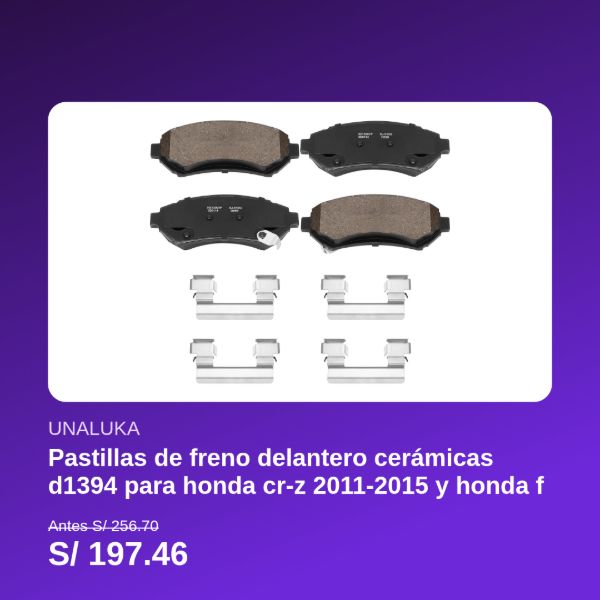 UNALUKA
Pastillas de freno delantero cerámicas
d1394 para honda cr-z 2011-2015 y honda f
Antes S/ 256.70
S/ 197.46